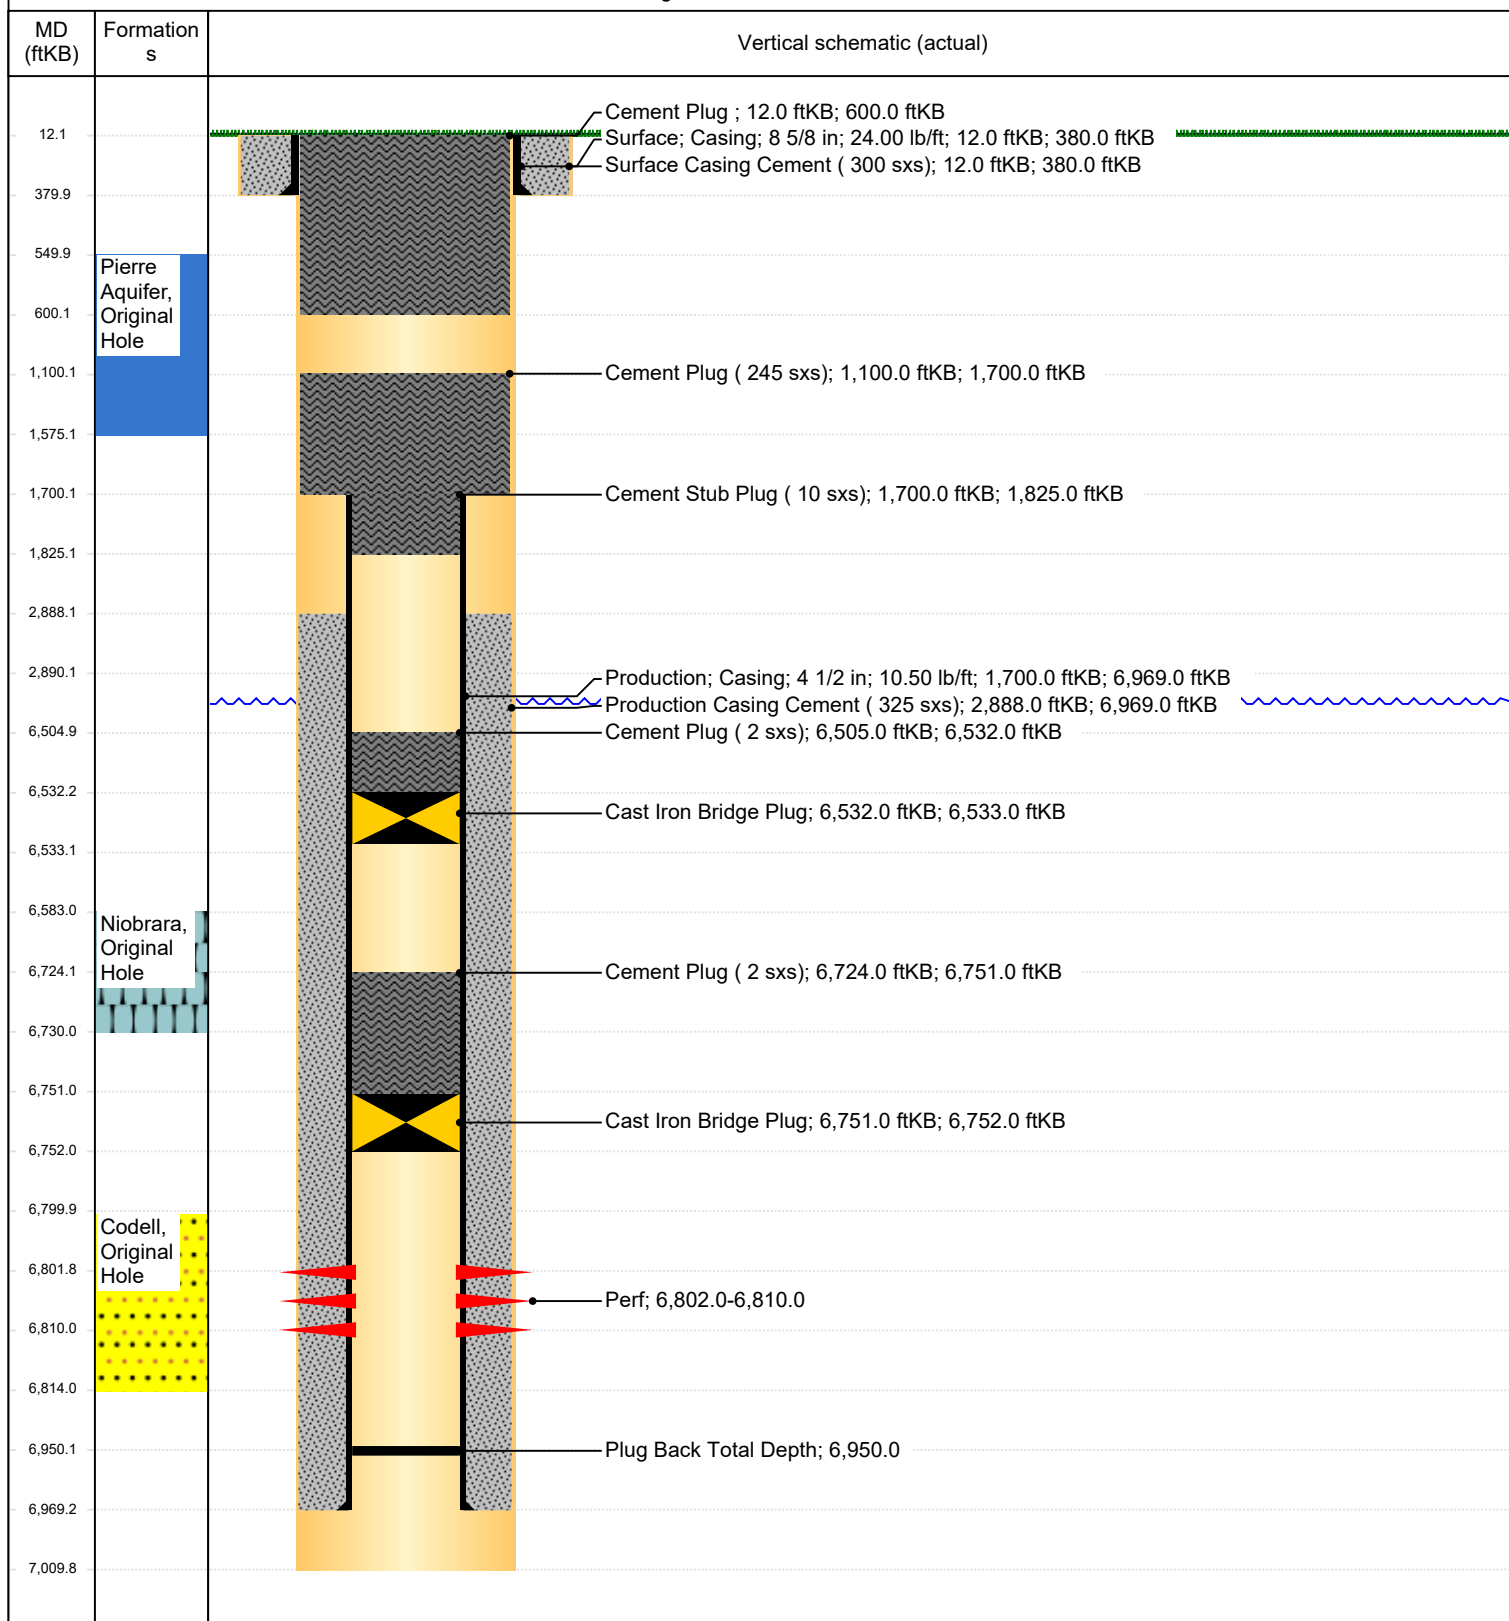 MD
(ftKB)
Formation
s
Vertical schematic (actual)
12.1
379.9
549.9
600.1
1,100.1
1,575.1
1,700.1
1,825.1
2,888.1
2,890.1
6,504.9
6,532.2
6,533.1
6,583.0
6,724.1
6,730.0
6,751.0
6,752.0
6,799.9
6,801.8
6,810.0
6,814.0
6,950.1
6,969.2
7,009.8
Pierre
Aquifer,
Original
Hole
Niobrara,
Original
Hole
Codell,
Original
Hole
Cement Plug ; 12.0 ftKB; 600.0 ftKB
Surface; Casing; 8 5/8 in; 24.00 lb/ft; 12.0 ftKB; 380.0 ftKB
Surface Casing Cement ( 300 sxs); 12.0 ftKB; 380.0 ftKB
Cement Plug ( 245 sxs); 1,100.0 ftKB; 1,700.0 ftKB
Cement Stub Plug ( 10 sxs); 1,700.0 ftKB; 1,825.0 ftKB
Production; Casing; 4 1/2 in; 10.50 lb/ft; 1,700.0 ftKB; 6,969.0 ftKB
Production Casing Cement ( 325 sxs); 2,888.0 ftKB; 6,969.0 ftKB
Cement Plug ( 2 sxs); 6,505.0 ftKB; 6,532.0 ftKB
Cast Iron Bridge Plug; 6,532.0 ftKB; 6,533.0 ftKB
Cement Plug ( 2 sxs); 6,724.0 ftKB; 6,751.0 ftKB
Cast Iron Bridge Plug; 6,751.0 ftKB; 6,752.0 ftKB
Perf; 6,802.0-6,810.0
Plug Back Total Depth; 6,950.0